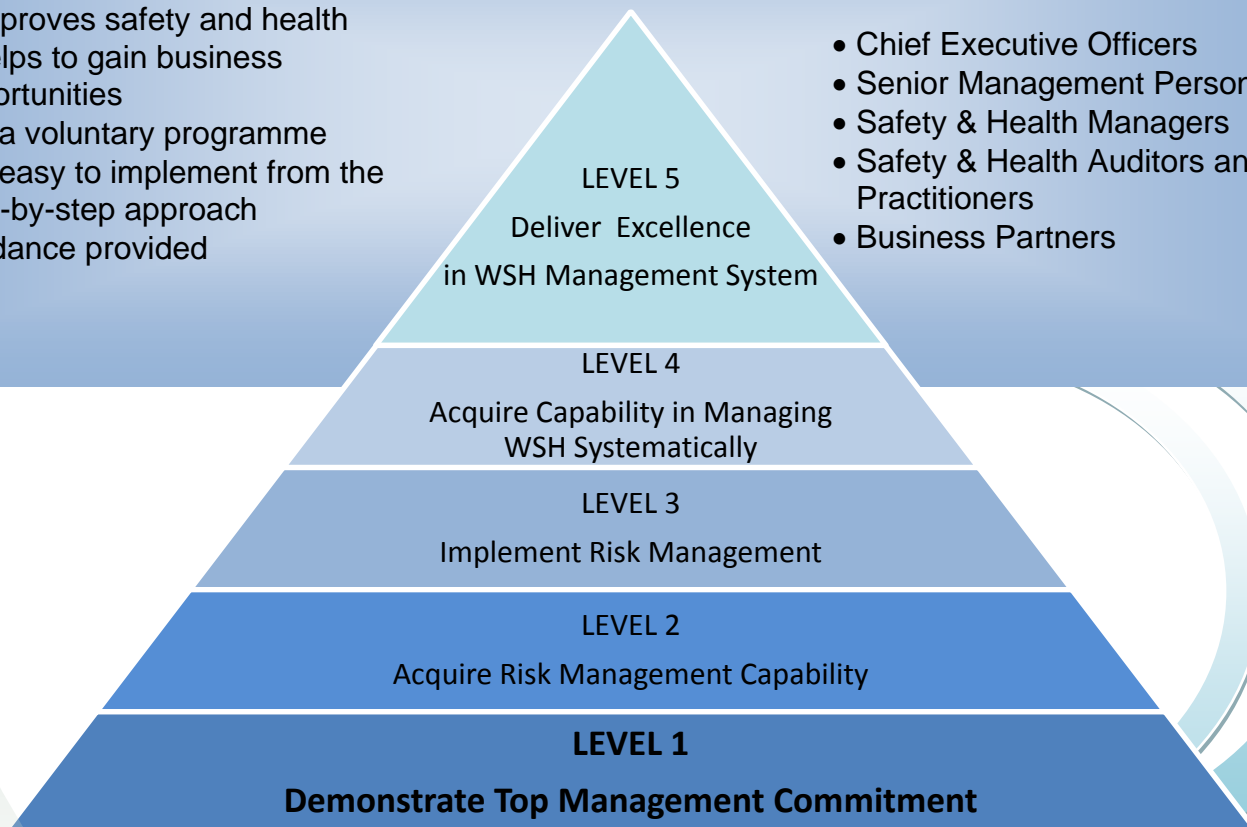 proves safety and health
elps to gain business
ortunities
a voluntary programme
easy to implement from the
-by-step approach
dance provided
• Chief Executive Officers
• Senior Management Person
• Safety & Health Managers
• Safety & Health Auditors an
Practitioners
• Business Partners
LEVEL 5
Deliver Excellence
in WSH Management System
LEVEL 4
Acquire Capability in Managing
WSH Systematically
LEVEL 3
Implement Risk Management
LEVEL 2
Acquire Risk Management Capability
LEVEL 1
Demonstrate Top Management Commitment